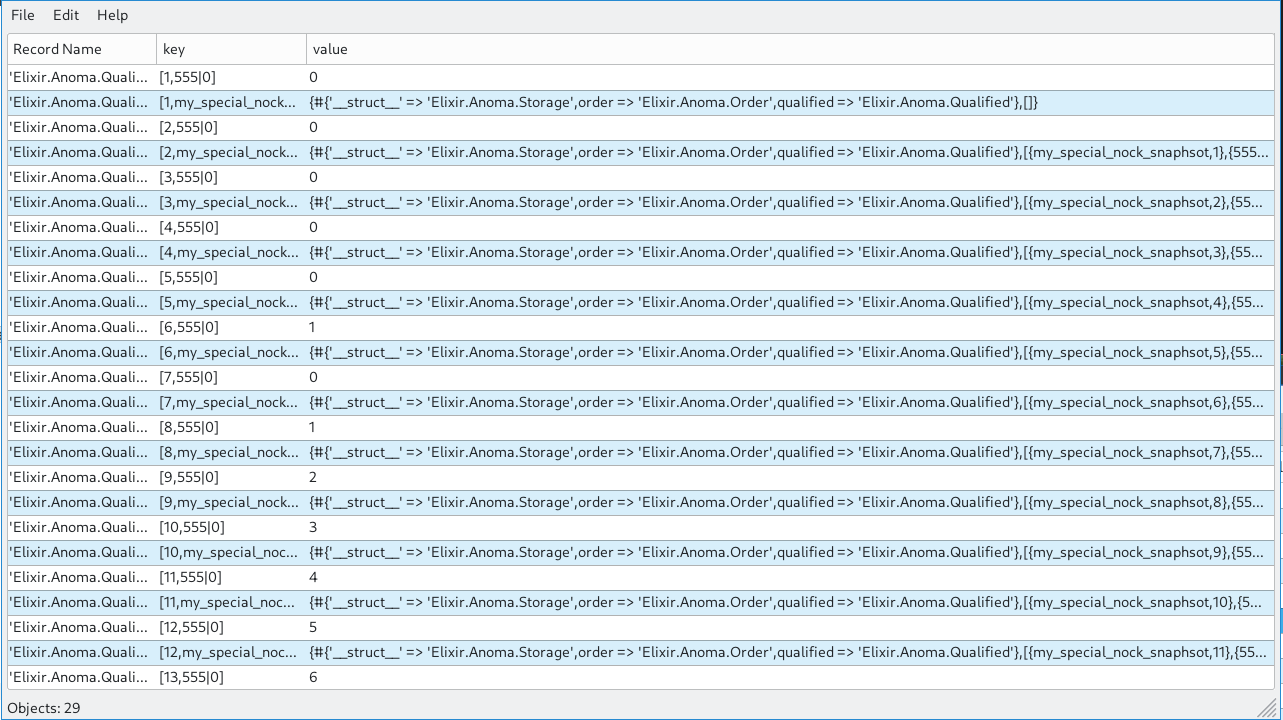 File Edit Help
Record Name key value
'Elixir.Anoma.Quali... [1,555|0] 0
'Elixir.Anoma.Quali... [1,my_special_nock... {#{'__struct__' => 'Elixir.Anoma.Storage',order => 'Elixir.Anoma.Order',qualified => 'Elixir.Anoma.Qualified'},[]}
'Elixir.Anoma.Quali... [2,555|0] 0
'Elixir.Anoma.Quali... [2,my_special_nock... {#{'__struct__' => 'Elixir.Anoma.Storage',order => 'Elixir.Anoma.Order',qualified => 'Elixir.Anoma.Qualified'},[{my_special_nock_snaphsot,1},{555...
'Elixir.Anoma.Quali... [3,555|0] 0
'Elixir.Anoma.Quali... [3,my_special_nock... {#{'__struct__' => 'Elixir.Anoma.Storage',order => 'Elixir.Anoma.Order',qualified => 'Elixir.Anoma.Qualified'},[{my_special_nock_snaphsot,2},{55...
'Elixir.Anoma.Quali... [4,555|0] 0
'Elixir.Anoma.Quali... [4,my_special_nock... {#{'__struct__' => 'Elixir.Anoma.Storage',order => 'Elixir.Anoma.Order',qualified => 'Elixir.Anoma.Qualified'},[{my_special_nock_snaphsot,3},{55...
'Elixir.Anoma.Quali... [5,555|0] 0
'Elixir.Anoma.Quali... [5,my_special_nock... {#{'__struct__' => 'Elixir.Anoma.Storage',order => 'Elixir.Anoma.Order',qualified => 'Elixir.Anoma.Qualified'},[{my_special_nock_snaphsot,4},{55...
'Elixir.Anoma.Quali... [6,555|0] 1
'Elixir.Anoma.Quali... [6,my_special_nock... {#{'__struct__' => 'Elixir.Anoma.Storage',order => 'Elixir.Anoma.Order',qualified => 'Elixir.Anoma.Qualified'},[{my_special_nock_snaphsot,5},{55...
'Elixir.Anoma.Quali... [7,555|0] 0
'Elixir.Anoma.Quali... [7,my_special_nock... {#{'__struct__' => 'Elixir.Anoma.Storage',order => 'Elixir.Anoma.Order',qualified => 'Elixir.Anoma.Qualified'},[{my_special_nock_snaphsot,6},{55...
'Elixir.Anoma.Quali... [8,555|0] 1
'Elixir.Anoma.Quali... [8,my_special_nock... {#{'__struct__' => 'Elixir.Anoma.Storage',order => 'Elixir.Anoma.Order',qualified => 'Elixir.Anoma.Qualified'},[{my_special_nock_snaphsot,7},{55...
'Elixir.Anoma.Quali... [9,555|0] 2
'Elixir.Anoma.Quali... [9,my_special_nock... {#{'__struct__' => 'Elixir.Anoma.Storage',order => 'Elixir.Anoma.Order',qualified => 'Elixir.Anoma.Qualified'},[{my_special_nock_snaphsot,8},{55...
'Elixir.Anoma.Quali... [10,555|0] 3
'Elixir.Anoma.Quali... [10,my_special_noc... {#{'__struct__' => 'Elixir.Anoma.Storage',order => 'Elixir.Anoma.Order',qualified => 'Elixir.Anoma.Qualified'},[{my_special_nock_snaphsot,9},{55...
'Elixir.Anoma.Quali... [11,555|0] 4
'Elixir.Anoma.Quali... [11,my_special_noc... {#{'__struct__' => 'Elixir.Anoma.Storage',order => 'Elixir.Anoma.Order',qualified => 'Elixir.Anoma.Qualified'},[{my_special_nock_snaphsot,10},{5...
'Elixir.Anoma.Quali... [12,555|0] 5
'Elixir.Anoma.Quali... [12,my_special_noc... {#{'__struct__' => 'Elixir.Anoma.Storage',order => 'Elixir.Anoma.Order',qualified => 'Elixir.Anoma.Qualified'},[{my_special_nock_snaphsot,11},{55...
'Elixir.Anoma.Quali... [13,555|0] 6
Objects: 29